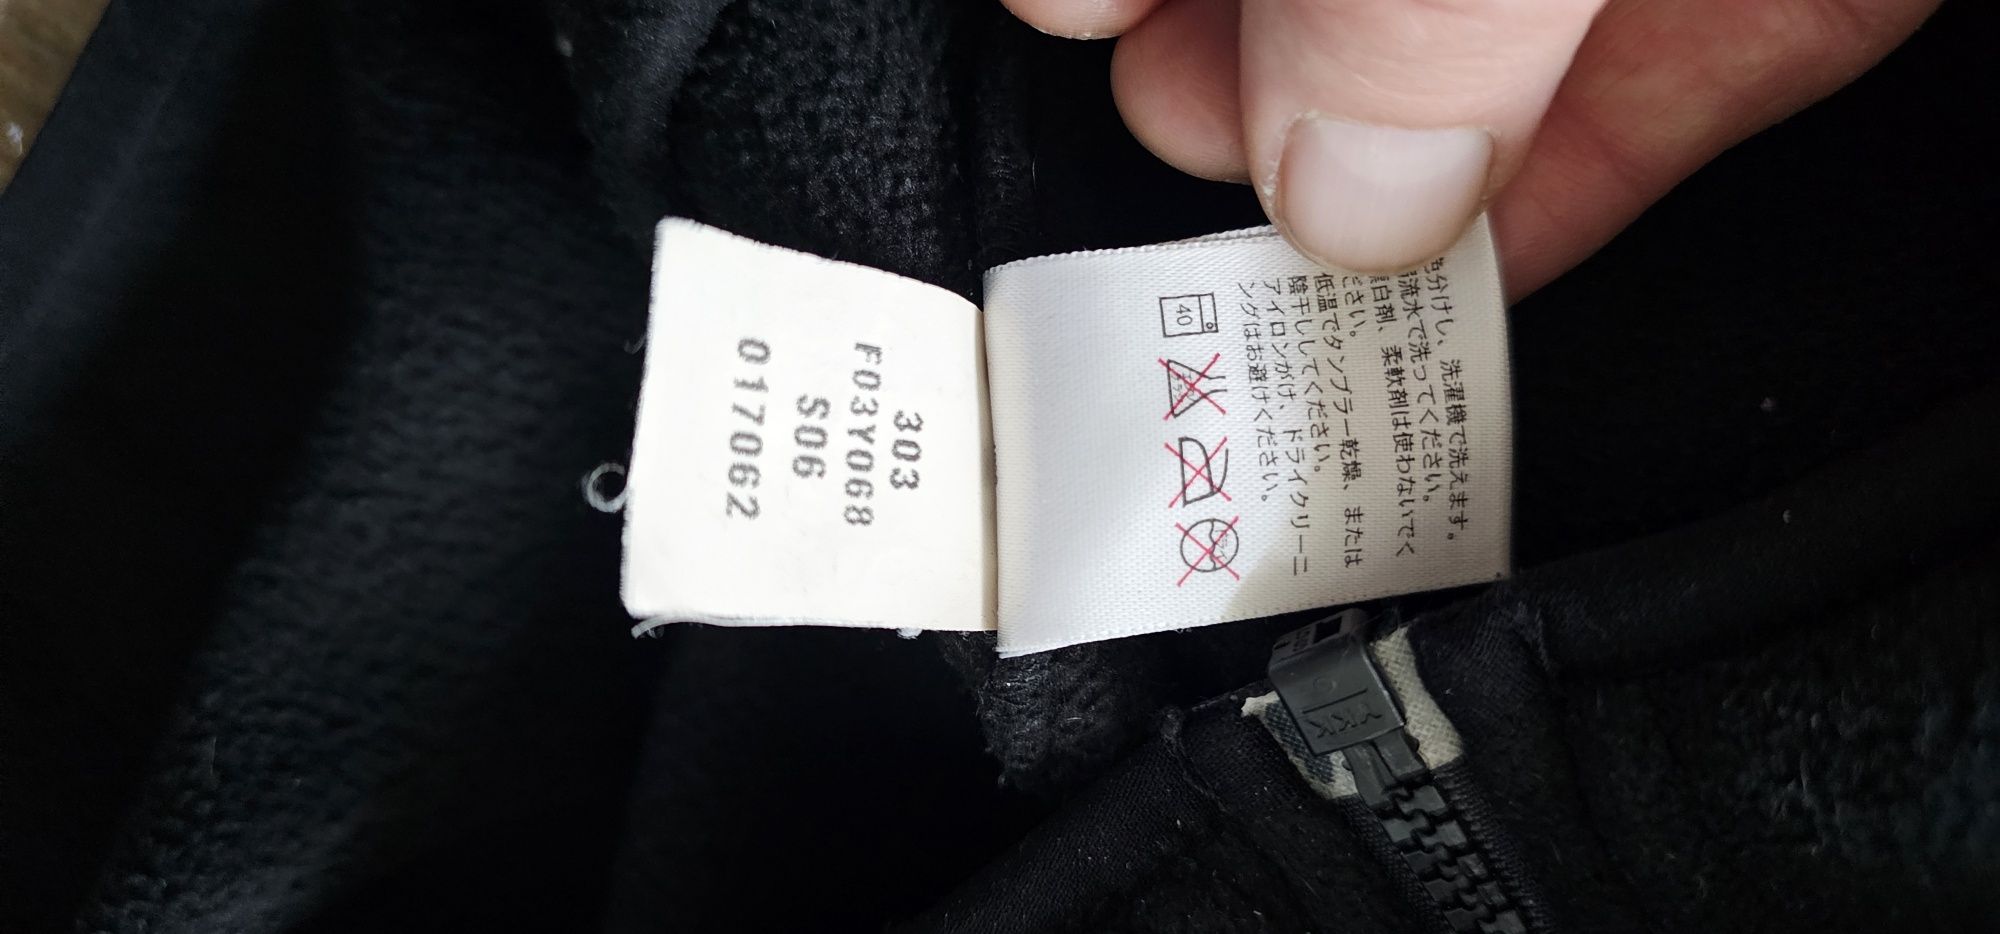 303
F03Y068
S06
0170662
分けし、洗濯機で洗えます。
流水で洗ってください。
白剤、柔軟剤は使わないでく
ださい。
低温でタンブラー乾燥、または
陰干ししてください。
アイロンがけ、ドライクリーニ
ングはお避けください。
40
YKK